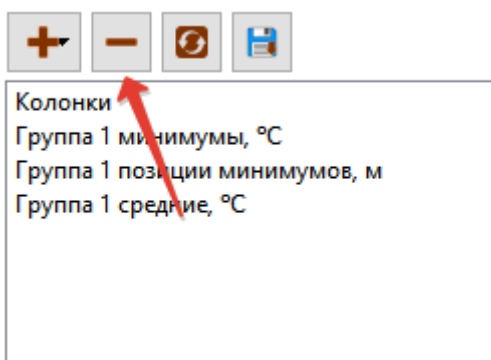 Колонки
Группа 1 минимумы, °C
Группа 1 позиции минимумов, м
Группа 1 средние, °C